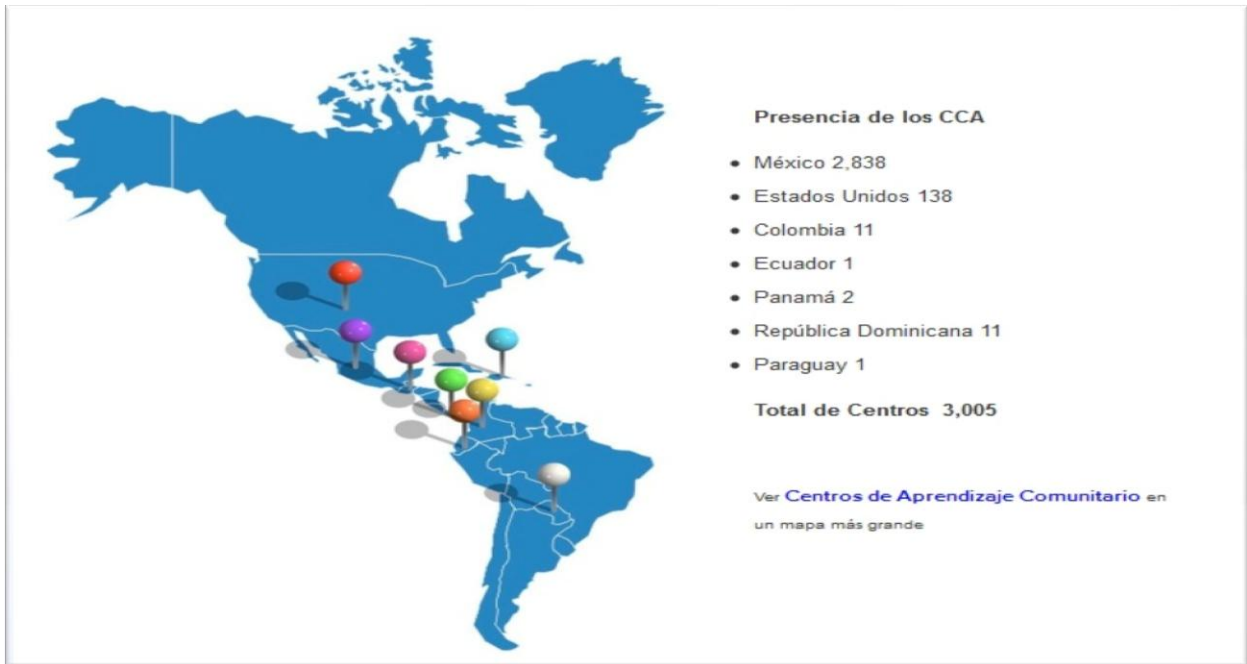 Presencia de los CCA
México 2,838
Estados Unidos 138
Colombia 11
Ecuador 1
Panamá 2
República Dominicana 11
Paraguay 1
Total de Centros 3,005
Ver Centros de Aprendizaje Comunitario en
un mapa más grande